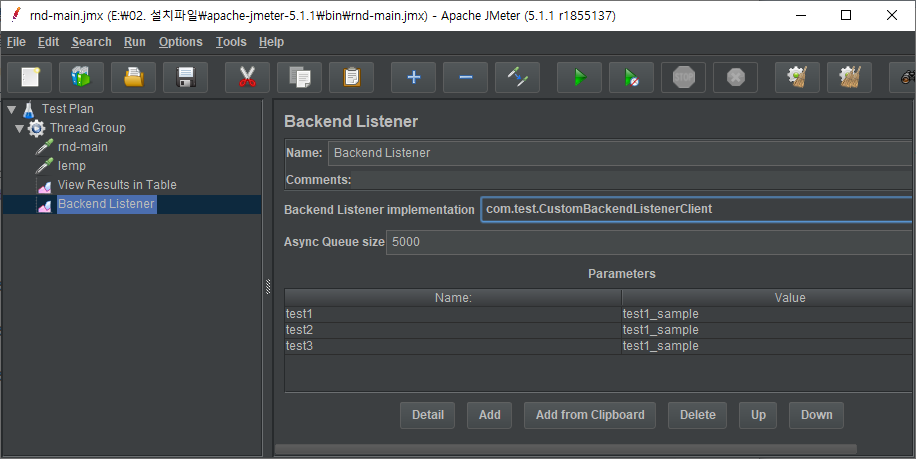 rnd-main.jmx (E:₩02. 설치파일₩apache-jmeter-5.1.1₩bin₩rnd-main.jmx) - Apache JMeter (5.1.1 r1855137)
File Edit Search Run Options Tools Help
STOP
Test Plan
Thread Group
rnd-main
lemp
View Results in Table
Backend Listener
Backend Listener
Name: Backend Listener
Comments:
Backend Listener implementation com.test.CustomBackendListenerClient
Async Queue size 5000
Parameters
Name: Value
test1 test1_sample
test2 test1_sample
test3 test1_sample
Detail Add Add from Clipboard Delete Up Down